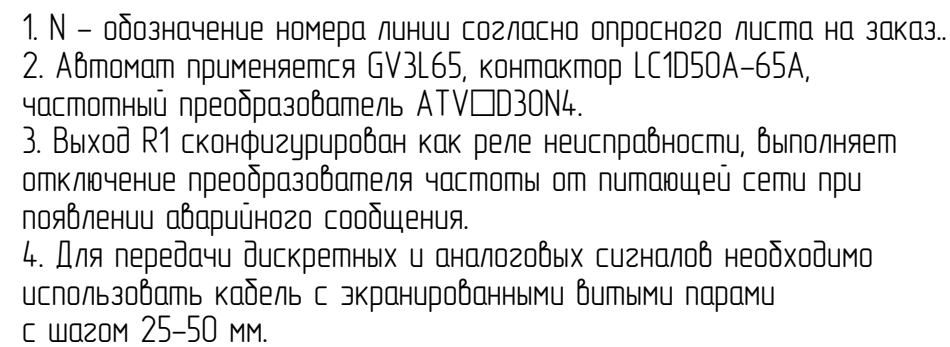 1. N – обозначение номера линии согласно опросного листа на заказ..
2. Автомат применяется GV3L65, контактор LC1D50A–65A,
частотный преобразователь ATV□D30N4.
3. Выход R1 сконфигурирован как реле неисправности, выполняет
отключение преобразователя частоты от питающей сети при
появлении аварийного сообщения.
4. Для передачи дискретных и аналоговых сигналов необходимо
использовать кабель с экранированными витыми парами
с шагом 25–50 мм.